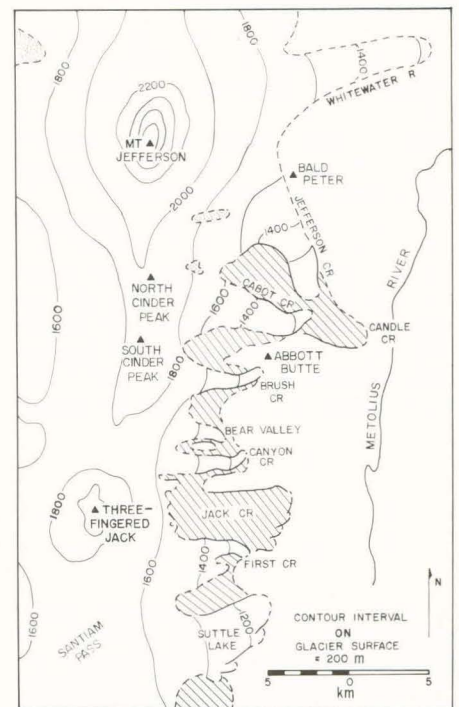 1800
1800
1400
2200
WHITEWATER R
MT
JEFFERSON
BALD
PETER
2000
JEFFERSON CR
1400
RIVER
CABOT CR
1600
NORTH
CINDER
PEAK
1400
1600
CANDLE
CR
SOUTH
CINDER
PEAK
1800
ABBOTT
BUTTE
METOLIUS
BRUSH
CR
BEAR VALLEY
CANYON
CR
1800
THREE-
FINGERED
JACK
JACK CR
1400
FIRST CR
1600
N
1600
1200
CONTOUR INTERVAL
ON
GLACIER SURFACE
= 200 m
SANTIAM
PASS
SUTTLE
LAKE
5 0 5
km